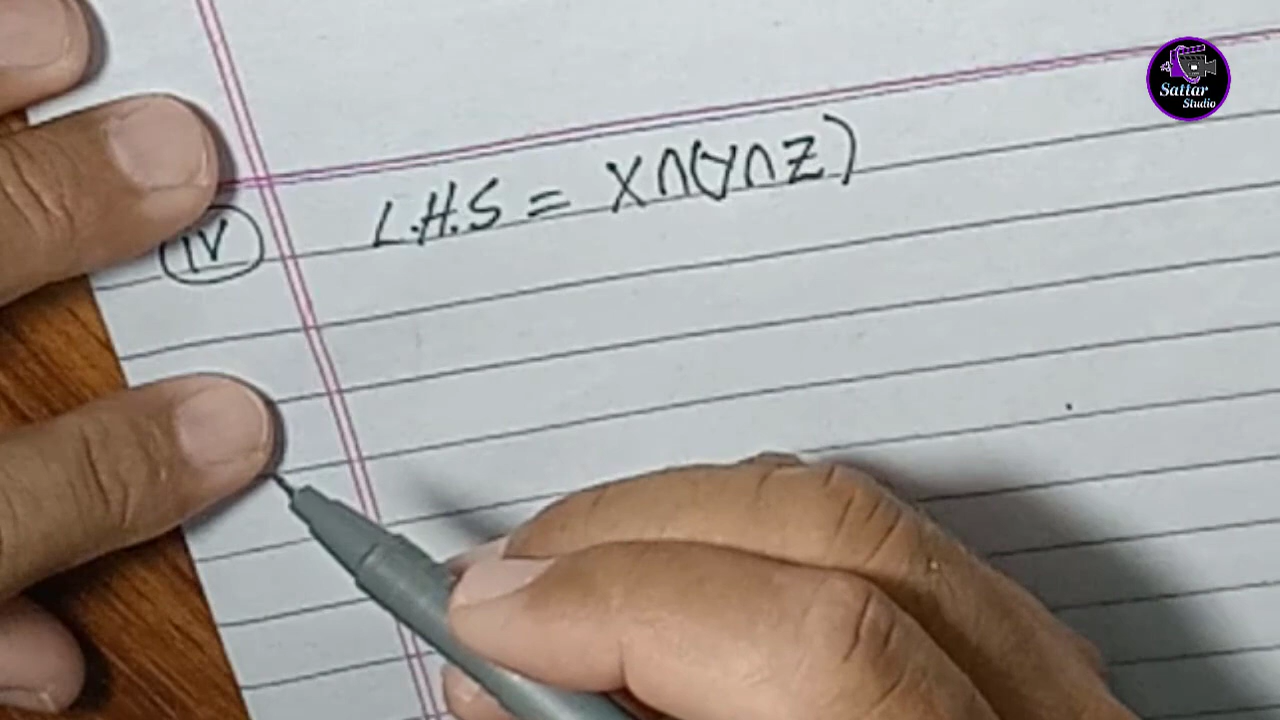 Sattar
Studio
(IV) L.H.S = X∩(Y∩Z)